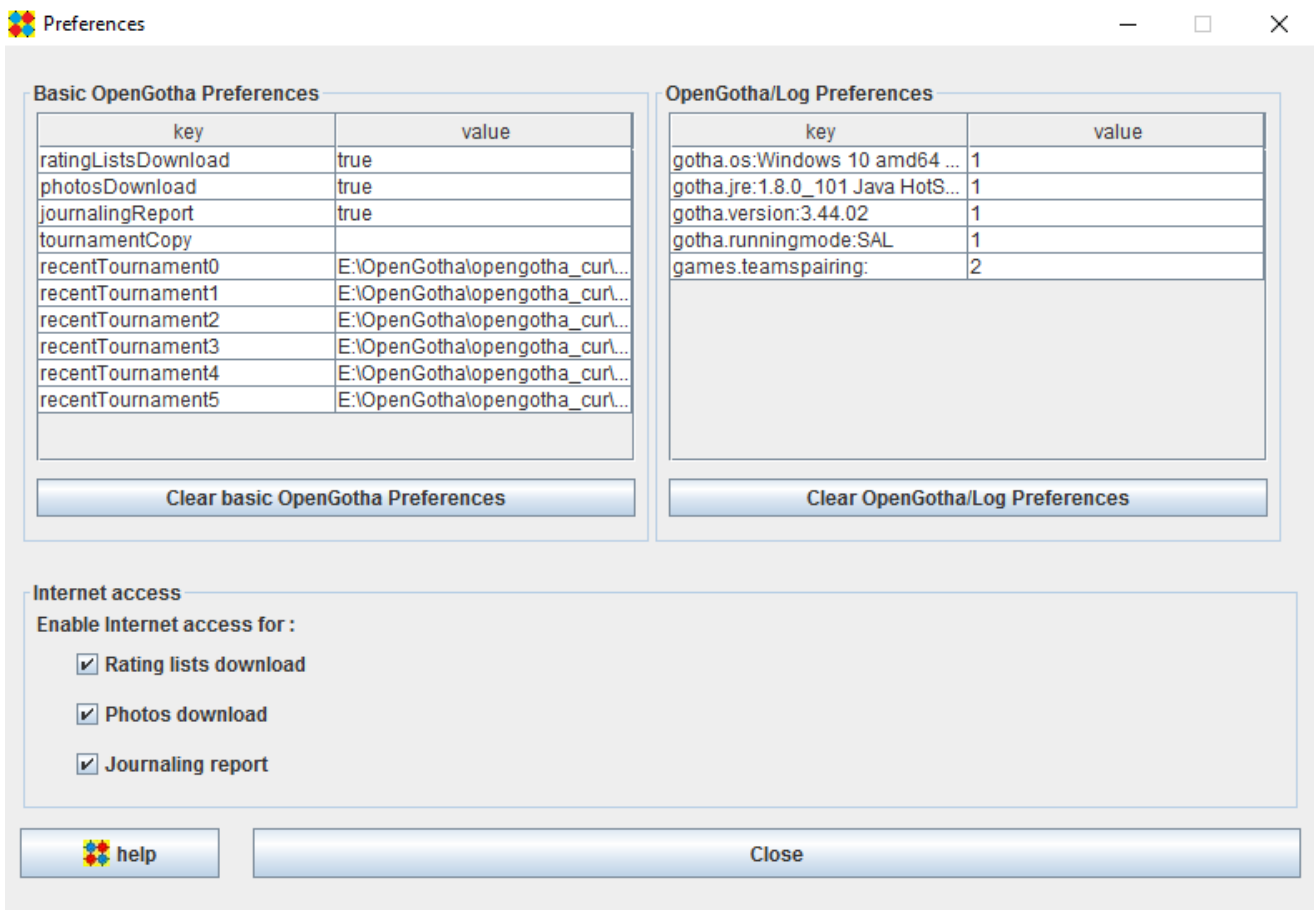 Preferences
Basic OpenGotha Preferences
key value
ratingListsDownload true
photosDownload true
journalingReport true
tournamentCopy
recentTournament0 E:\OpenGotha\opengotha_cur\...
recentTournament1 E:\OpenGotha\opengotha_cur\...
recentTournament2 E:\OpenGotha\opengotha_cur\...
recentTournament3 E:\OpenGotha\opengotha_cur\...
recentTournament4 E:\OpenGotha\opengotha_cur\...
recentTournament5 E:\OpenGotha\opengotha_cur\...
Clear basic OpenGotha Preferences
OpenGotha/Log Preferences
key value
gotha.os:Windows 10 amd64 ... 1
gotha.jre:1.8.0_101 Java HotS... 1
gotha.version:3.44.02 1
gotha.runningmode:SAL 1
games.teamspairing: 2
Clear OpenGotha/Log Preferences
Internet access
Enable Internet access for :
Rating lists download
Photos download
Journaling report
help
Close